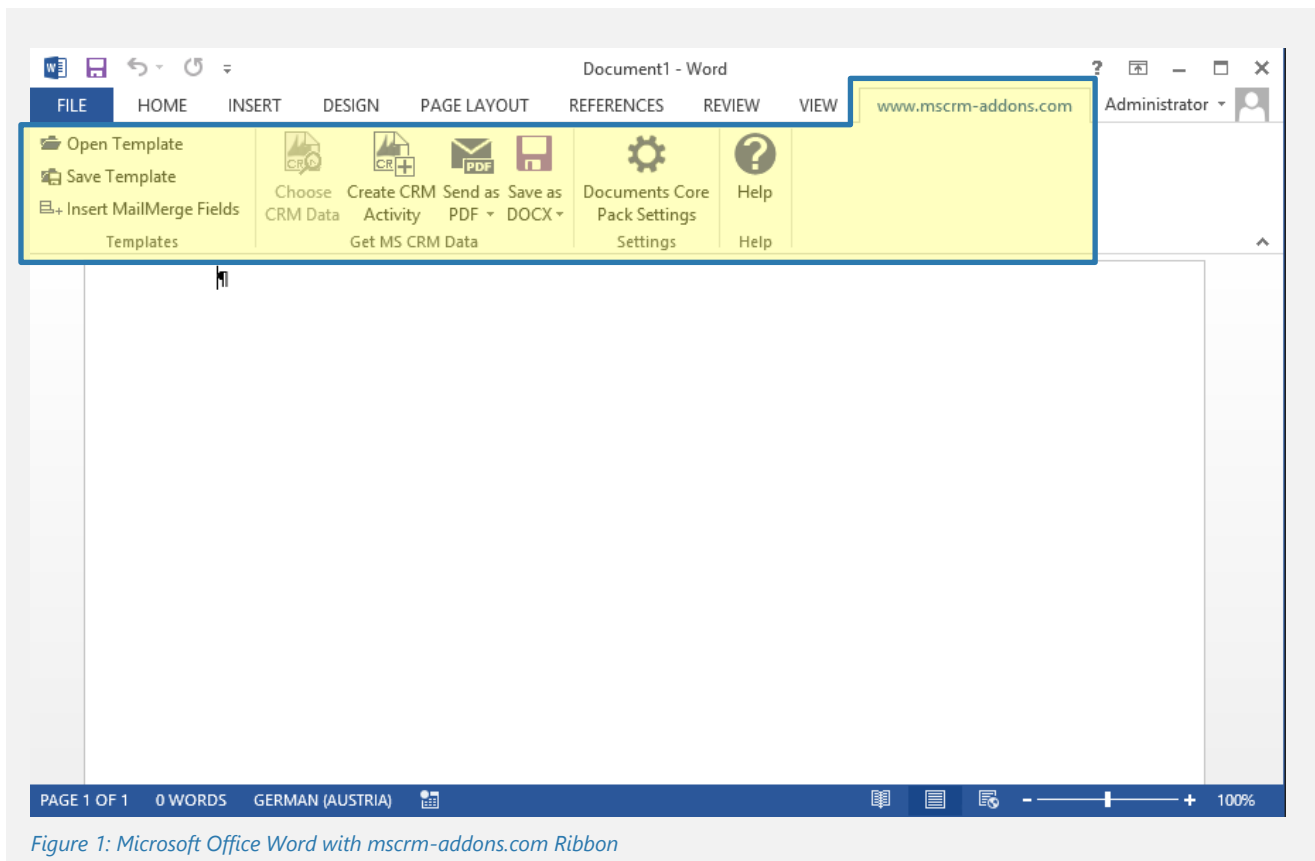 Document1 - Word
FILE HOME INSERT DESIGN PAGE LAYOUT REFERENCES REVIEW VIEW www.mscrm-addons.com Administrator
Open Template
Save Template
Insert MailMerge Fields
Templates
Choose
CRM Data
Create CRM
Activity
PDF
Send as
PDF
Save as
DOCX
Get MS CRM Data
Documents Core
Pack Settings
Settings
Help
Help
¶
PAGE 1 OF 1 0 WORDS GERMAN (AUSTRIA) 100%
Figure 1: Microsoft Office Word with mscrm-addons.com Ribbon